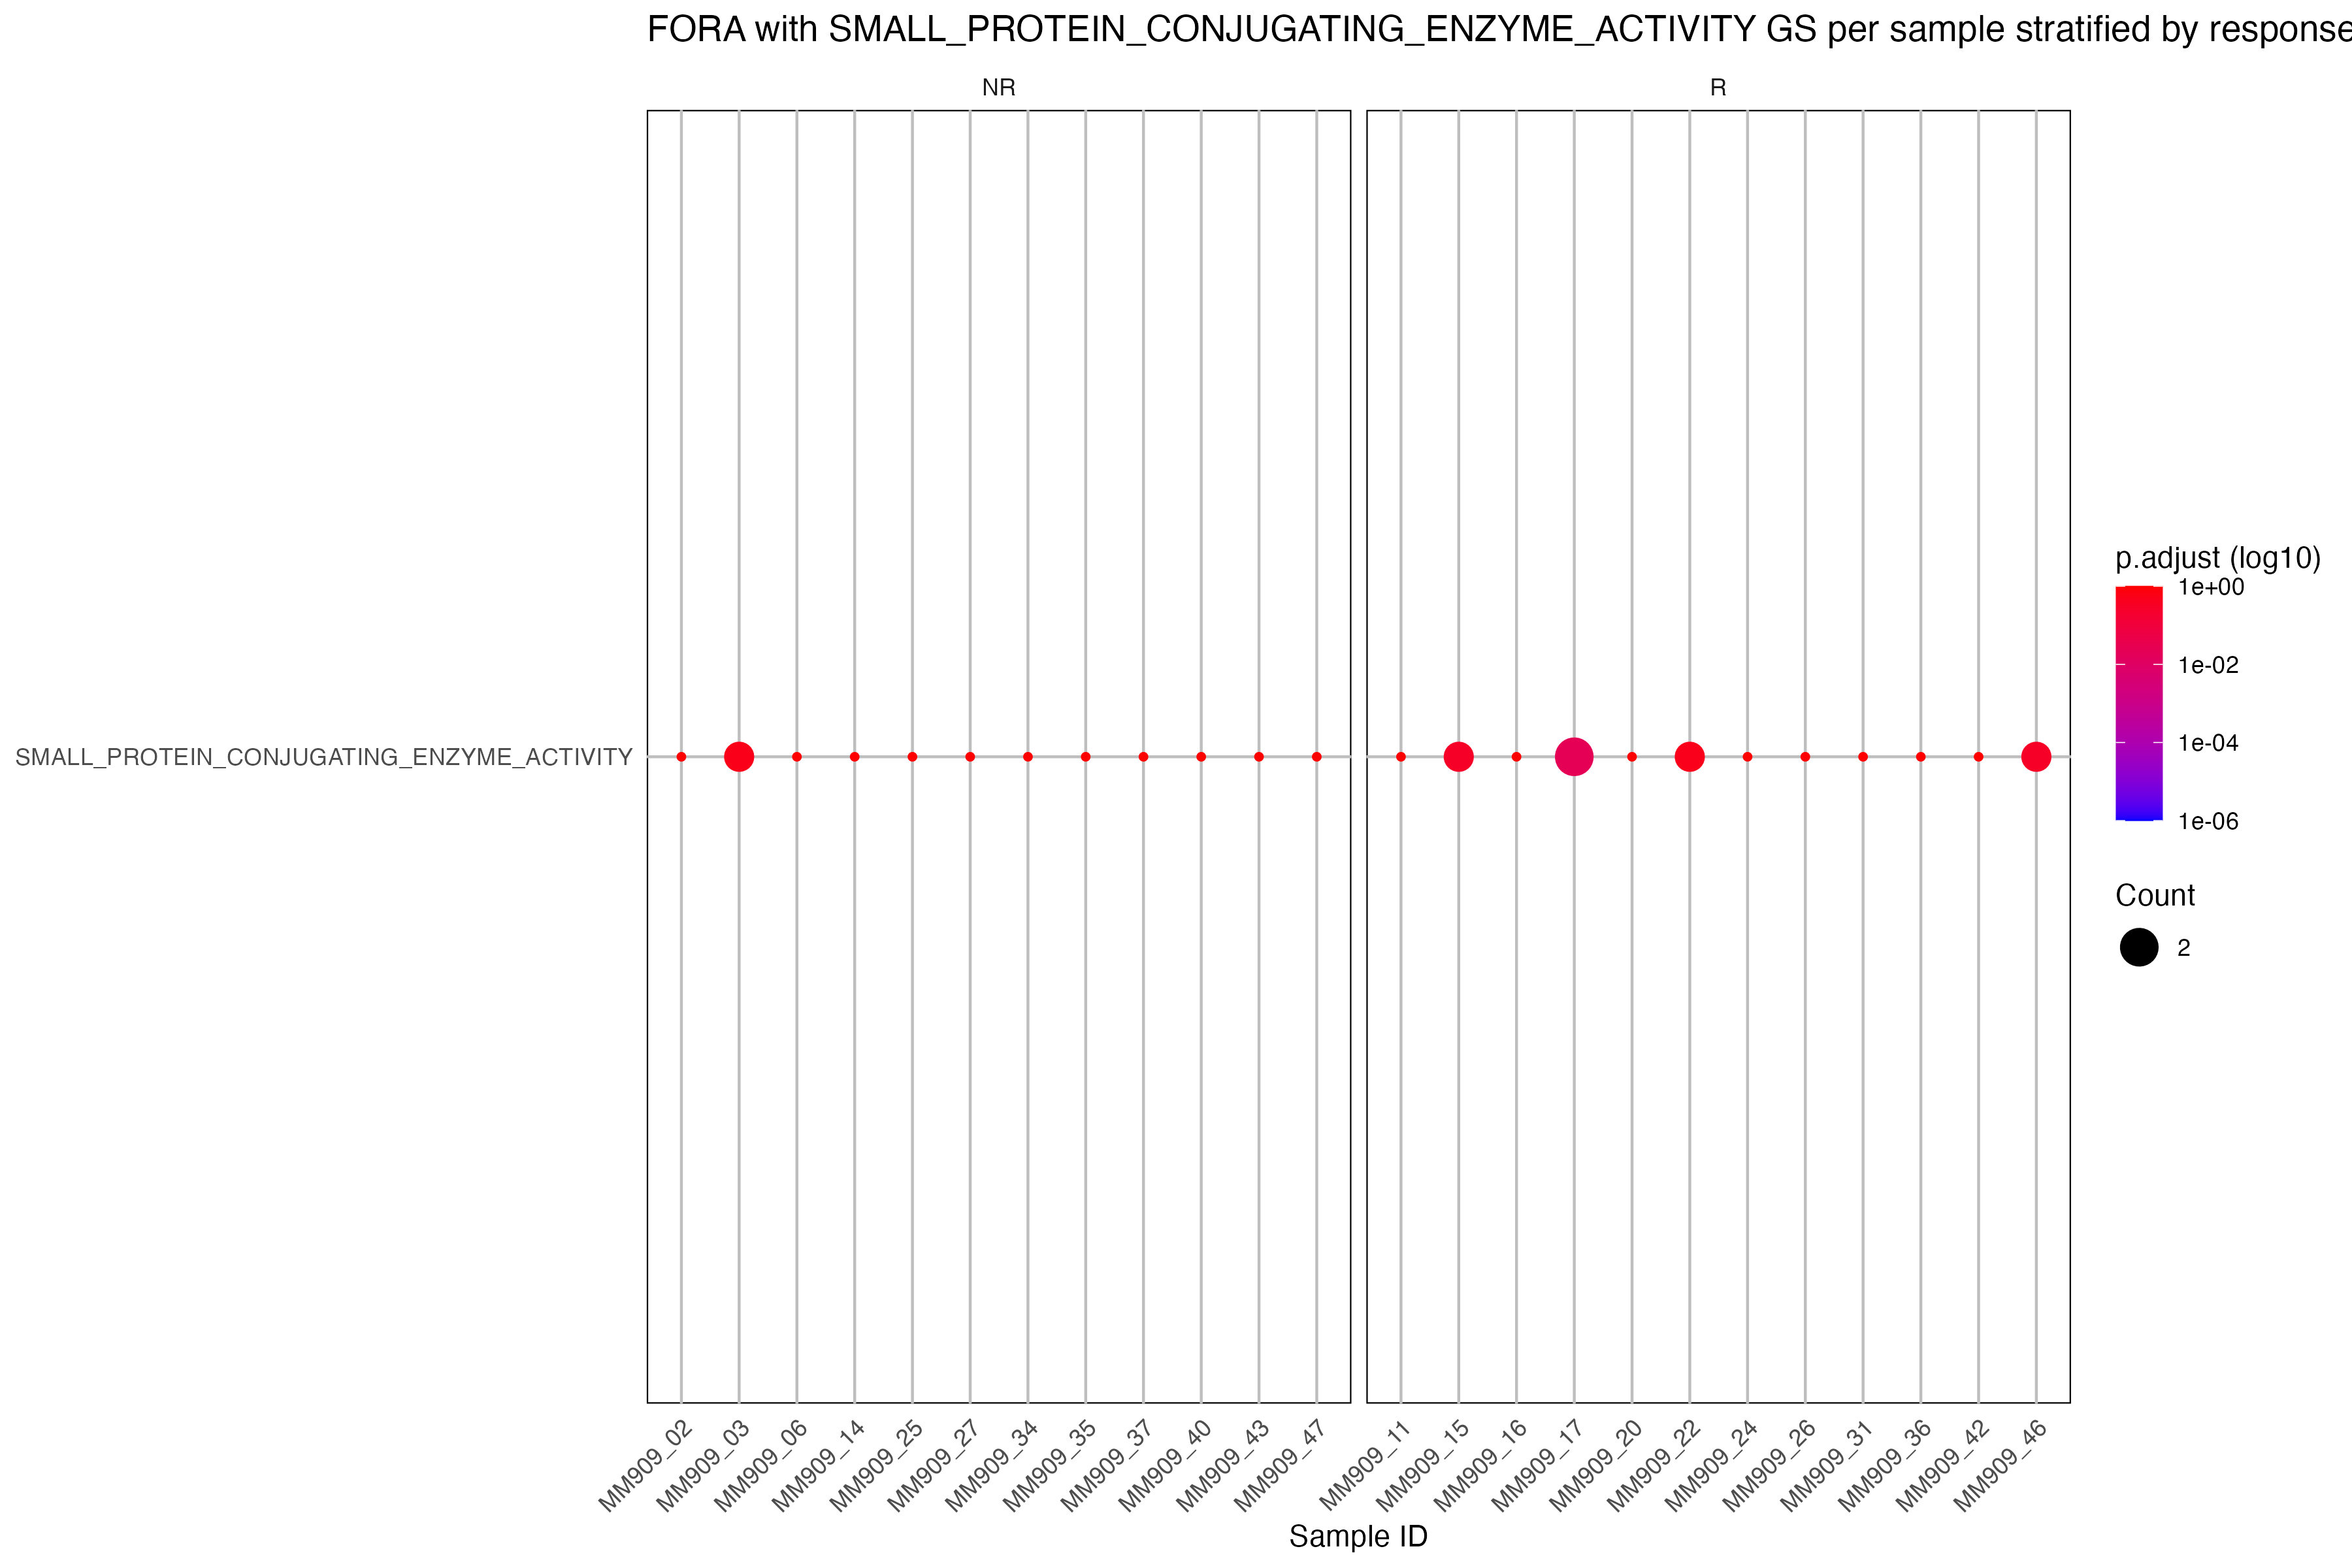 FORA with SMALL_PROTEIN_CONJUGATING_ENZYME_ACTIVITY GS per sample stratified by response
NR
R
SMALL_PROTEIN_CONJUGATING_ENZYME_ACTIVITY
MM909_02
MM909_03
MM909_06
MM909_14
MM909_25
MM909_27
MM909_34
MM909_35
MM909_37
MM909_40
MM909_43
MM909_47
MM909_11
MM909_15
MM909_16
MM909_17
MM909_20
MM909_22
MM909_24
MM909_26
MM909_31
MM909_36
MM909_42
MM909_46
Sample ID
p.adjust (log10)
1e+00
1e-02
1e-04
1e-06
Count
2